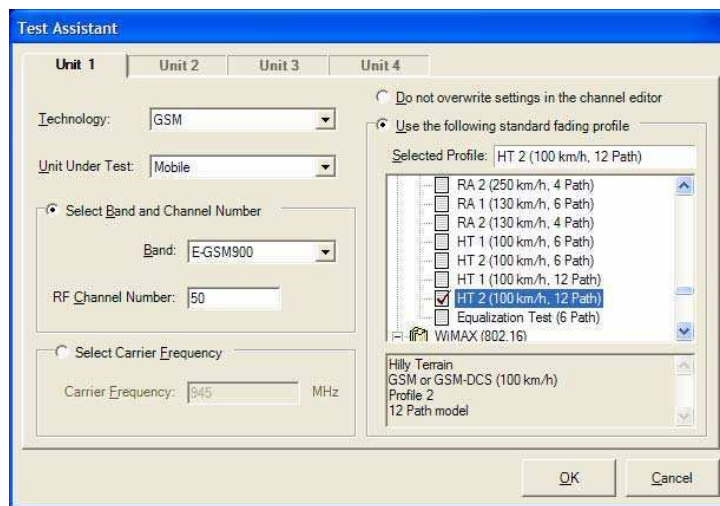 Test Assistant
Unit 1 Unit 2 Unit 3 Unit 4
Technology: GSM
Unit Under Test: Mobile
Select Band and Channel Number
Band: E-GSM900
RF Channel Number: 50
Select Carrier Frequency
Carrier Frequency: 945 MHz
Do not overwrite settings in the channel editor
Use the following standard fading profile
Selected Profile: HT 2 (100 km/h, 12 Path)
RA 2 (250 km/h, 4 Path)
RA 1 (130 km/h, 6 Path)
RA 2 (130 km/h, 4 Path)
HT 1 (100 km/h, 6 Path)
HT 2 (100 km/h, 6 Path)
HT 1 (100 km/h, 12 Path)
HT 2 (100 km/h, 12 Path)
Equalization Test (6 Path)
WiMAX (802.16)
Hilly Terrain
GSM or GSM-DCS (100 km/h)
Profile 2
12 Path model
OK Cancel